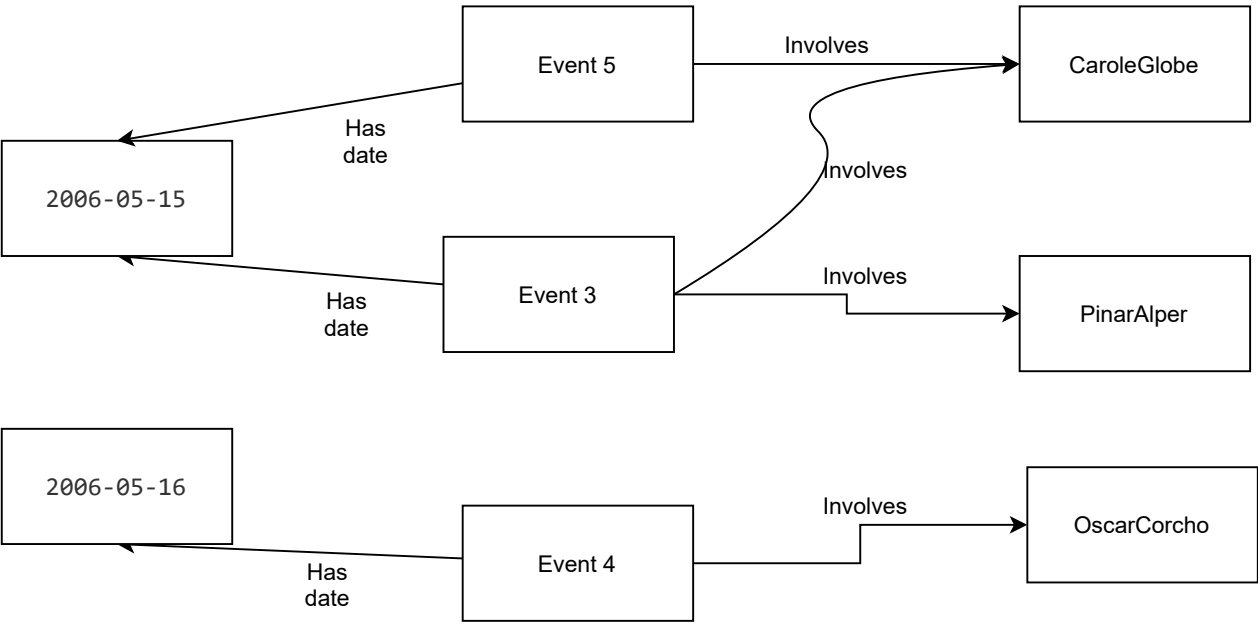 Event 5
Involves
CaroleGlobe
Has
date
2006-05-15
Involves
Event 3
Involves
PinarAlper
Has
date
2006-05-16
Involves
OscarCorcho
Event 4
Has
date